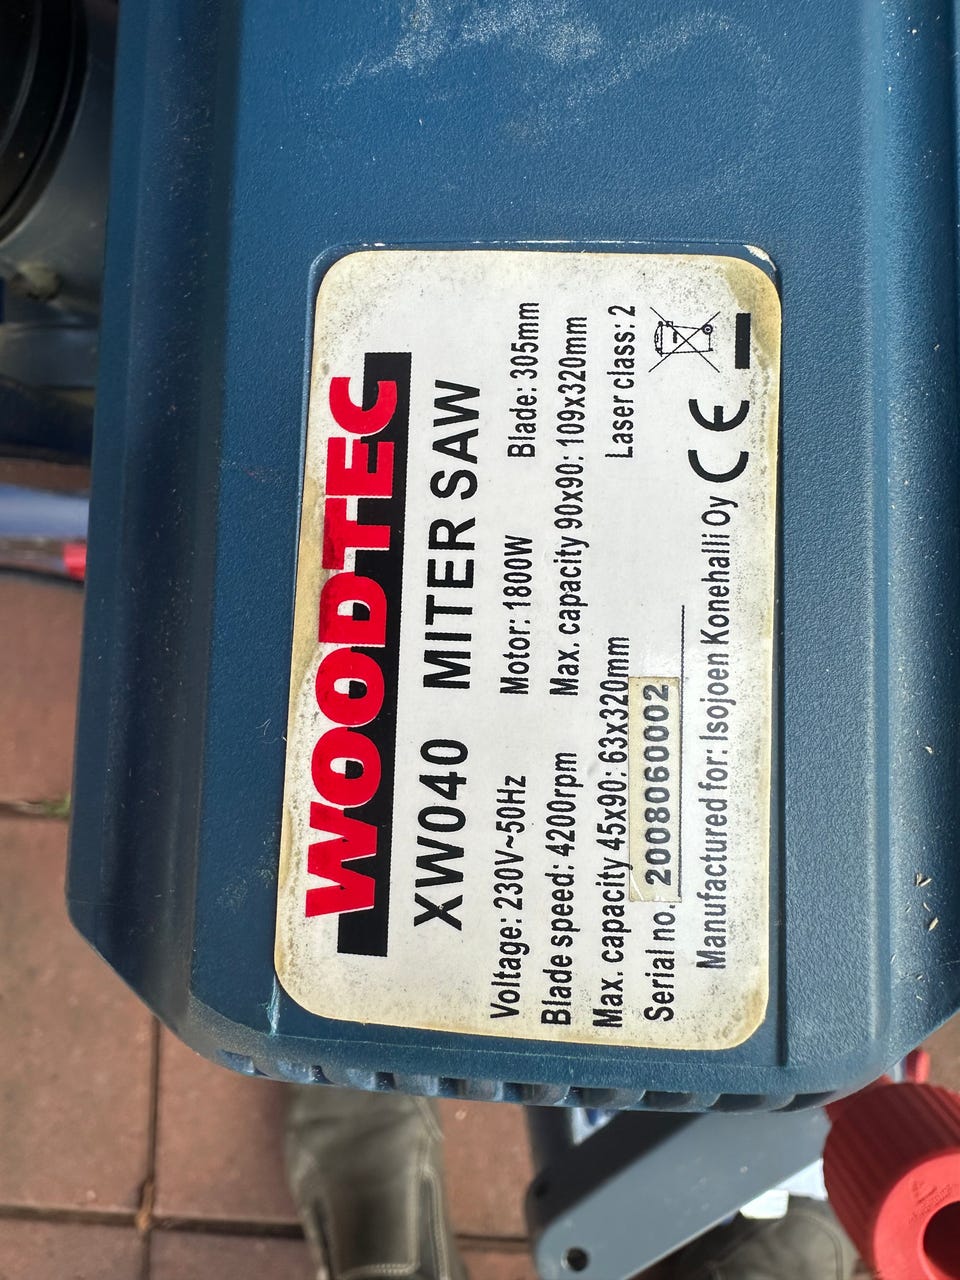 WOODTEC
XW040 MITER SAW
Voltage: 230V~50Hz Motor: 1800W Blade: 305mm
Blade speed: 4200rpm Max. capacity 90x90: 109x320mm
Max. capacity 45x90: 63x320mm Laser class: 2
Serial no. 2008060002
Manufactured for: Isojoen Konehalli Oy CE